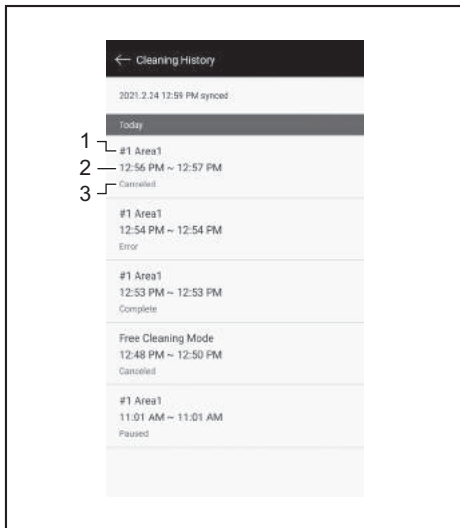 ← Cleaning History
2021.2.24 12:59 PM synced
Today
1
#1 Area1
2
12:56 PM ~ 12:57 PM
3
Canceled
#1 Area1
12:54 PM ~ 12:54 PM
Error
#1 Area1
12:53 PM ~ 12:53 PM
Complete
Free Cleaning Mode
12:48 PM ~ 12:50 PM
Canceled
#1 Area1
11:01 AM ~ 11:01 AM
Paused